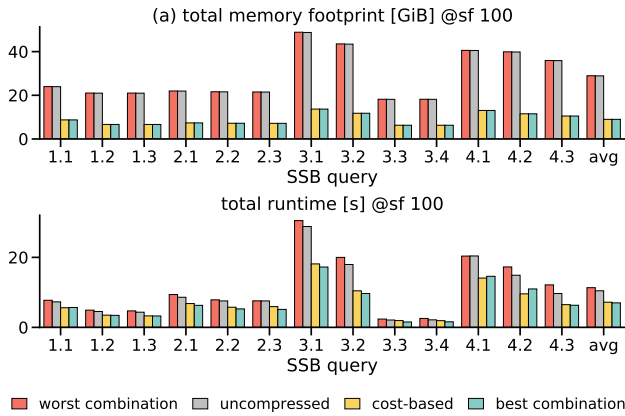 (a) total memory footprint [GiB] @sf 100
40
20
0
1.1 1.2 1.3 2.1 2.2 2.3 3.1 3.2 3.3 3.4 4.1 4.2 4.3 avg
SSB query
total runtime [s] @sf 100
20
0
1.1 1.2 1.3 2.1 2.2 2.3 3.1 3.2 3.3 3.4 4.1 4.2 4.3 avg
SSB query
worst combination uncompressed cost-based best combination